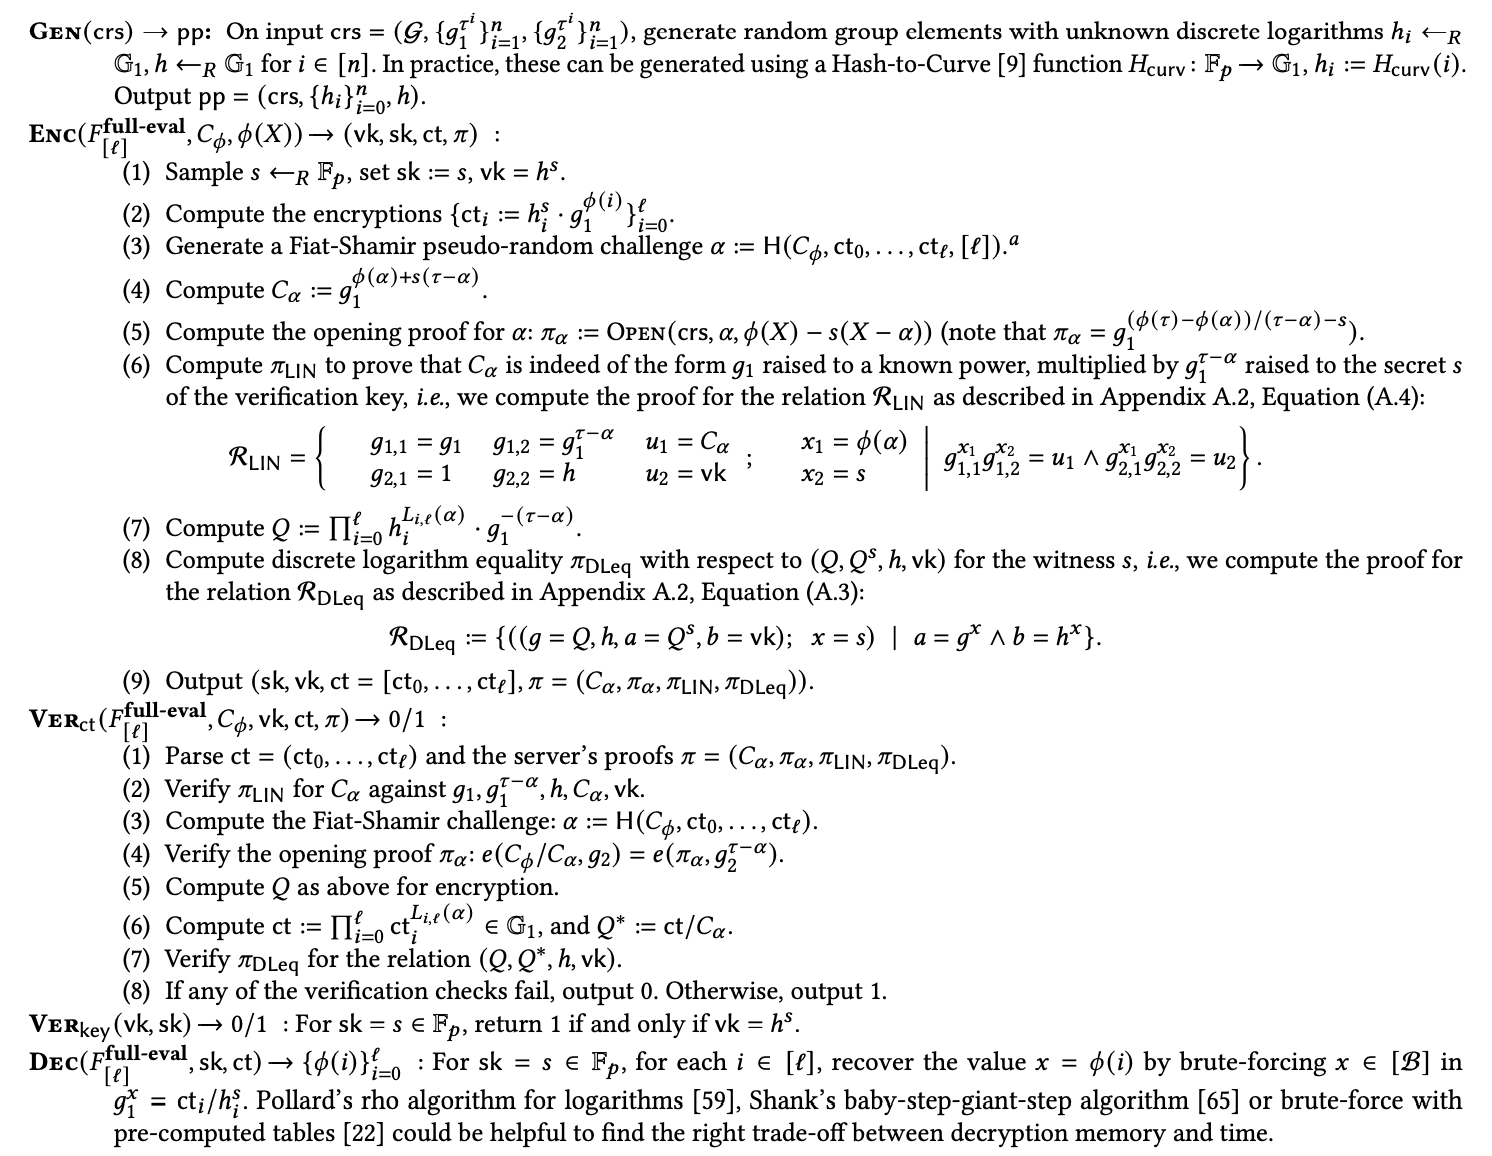 GEN(crs) → pp: On input crs = (𝒢, {g_1^{τ^i}}_{i=1}^n, {g_2^{τ^i}}_{i=1}^n), generate random group elements with unknown discrete logarithms h_i ←_R
𝔾_1, h ←_R 𝔾_1 for i ∈ [n]. In practice, these can be generated using a Hash-to-Curve [9] function H_curv : 𝔽_p → 𝔾_1, h_i := H_curv(i).
Output pp = (crs, {h_i}_{i=0}^n, h).
ENC(F_{[ℓ]}^{full-eval}, C_ϕ, ϕ(X)) → (vk, sk, ct, π) :
(1) Sample s ←_R 𝔽_p, set sk := s, vk = h^s.
(2) Compute the encryptions {ct_i := h_i^s · g_1^{ϕ(i)}}_{i=0}^ℓ.
(3) Generate a Fiat-Shamir pseudo-random challenge α := H(C_ϕ, ct_0, . . . , ct_ℓ, [ℓ]).^a
(4) Compute C_α := g_1^{ϕ(α)+s(τ−α)}.
(5) Compute the opening proof for α: π_α := OPEN(crs, α, ϕ(X) − s(X − α)) (note that π_α = g_1^{(ϕ(τ)−ϕ(α))/(τ−α)−s}).
(6) Compute π_LIN to prove that C_α is indeed of the form g_1 raised to a known power, multiplied by g_1^{τ−α} raised to the secret s
of the verification key, i.e., we compute the proof for the relation ℛ_LIN as described in Appendix A.2, Equation (A.4):
ℛ_LIN = { g_{1,1} = g_1 g_{1,2} = g_1^{τ−α} u_1 = C_α ; x_1 = ϕ(α) | g_{1,1}^{x_1} g_{1,2}^{x_2} = u_1 ∧ g_{2,1}^{x_1} g_{2,2}^{x_2} = u_2 } .
g_{2,1} = 1 g_{2,2} = h u_2 = vk x_2 = s
(7) Compute Q := ∏_{i=0}^ℓ h_i^{L_{i,ℓ}(α)} · g_1^{−(τ−α)}.
(8) Compute discrete logarithm equality π_DLeq with respect to (Q, Q^s, h, vk) for the witness s, i.e., we compute the proof for
the relation ℛ_DLeq as described in Appendix A.2, Equation (A.3):
ℛ_DLeq := {((g = Q, h, a = Q^s, b = vk); x = s) | a = g^x ∧ b = h^x}.
(9) Output (sk, vk, ct = [ct_0, . . . , ct_ℓ], π = (C_α, π_α, π_LIN, π_DLeq)).
VER_ct(F_{[ℓ]}^{full-eval}, C_ϕ, vk, ct, π) → 0/1 :
(1) Parse ct = (ct_0, . . . , ct_ℓ) and the server's proofs π = (C_α, π_α, π_LIN, π_DLeq).
(2) Verify π_LIN for C_α against g_1, g_1^{τ−α}, h, C_α, vk.
(3) Compute the Fiat-Shamir challenge: α := H(C_ϕ, ct_0, . . . , ct_ℓ).
(4) Verify the opening proof π_α: e(C_ϕ/C_α, g_2) = e(π_α, g_2^{τ−α}).
(5) Compute Q as above for encryption.
(6) Compute ct := ∏_{i=0}^ℓ ct_i^{L_{i,ℓ}(α)} ∈ 𝔾_1, and Q* := ct/C_α.
(7) Verify π_DLeq for the relation (Q, Q*, h, vk).
(8) If any of the verification checks fail, output 0. Otherwise, output 1.
VER_key(vk, sk) → 0/1 : For sk = s ∈ 𝔽_p, return 1 if and only if vk = h^s.
DEC(F_{[ℓ]}^{full-eval}, sk, ct) → {ϕ(i)}_{i=0}^ℓ : For sk = s ∈ 𝔽_p, for each i ∈ [ℓ], recover the value x = ϕ(i) by brute-forcing x ∈ [ℬ] in
g_1^x = ct_i/h_i^s. Pollard's rho algorithm for logarithms [59], Shank's baby-step-giant-step algorithm [65] or brute-force with
pre-computed tables [22] could be helpful to find the right trade-off between decryption memory and time.